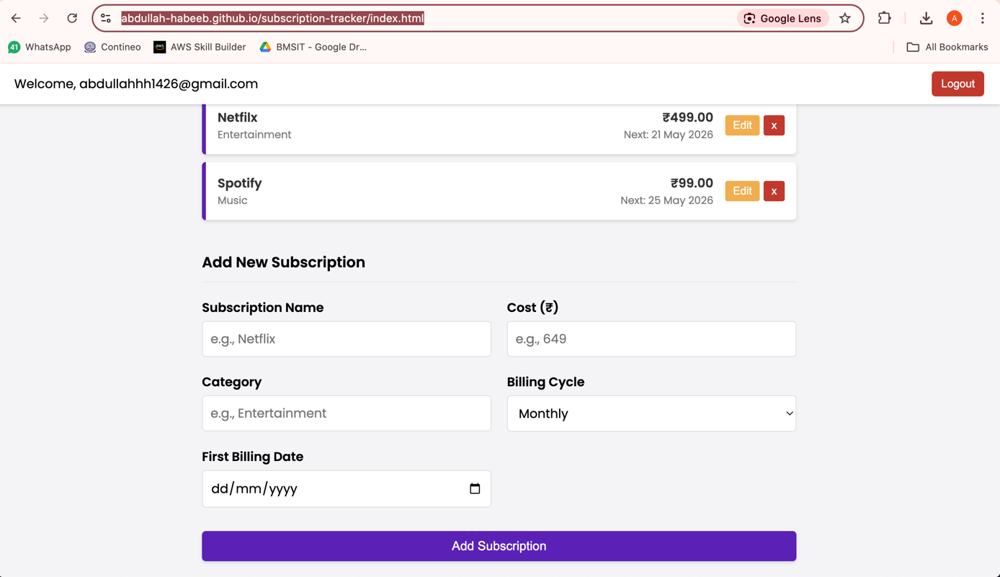 abdullah-habeeb.github.io/subscription-tracker/index.html
Google Lens
A
41 WhatsApp
Contineo
aws AWS Skill Builder
BMSIT - Google Dr...
All Bookmarks
Welcome, abdullahhh1426@gmail.com
Logout
Netfilx
₹499.00
Edit
x
Entertainment
Next: 21 May 2026
Spotify
₹99.00
Edit
x
Music
Next: 25 May 2026
Add New Subscription
Subscription Name
Cost (₹)
e.g., Netflix
e.g., 649
Category
Billing Cycle
e.g., Entertainment
Monthly
First Billing Date
dd/mm/yyyy
Add Subscription